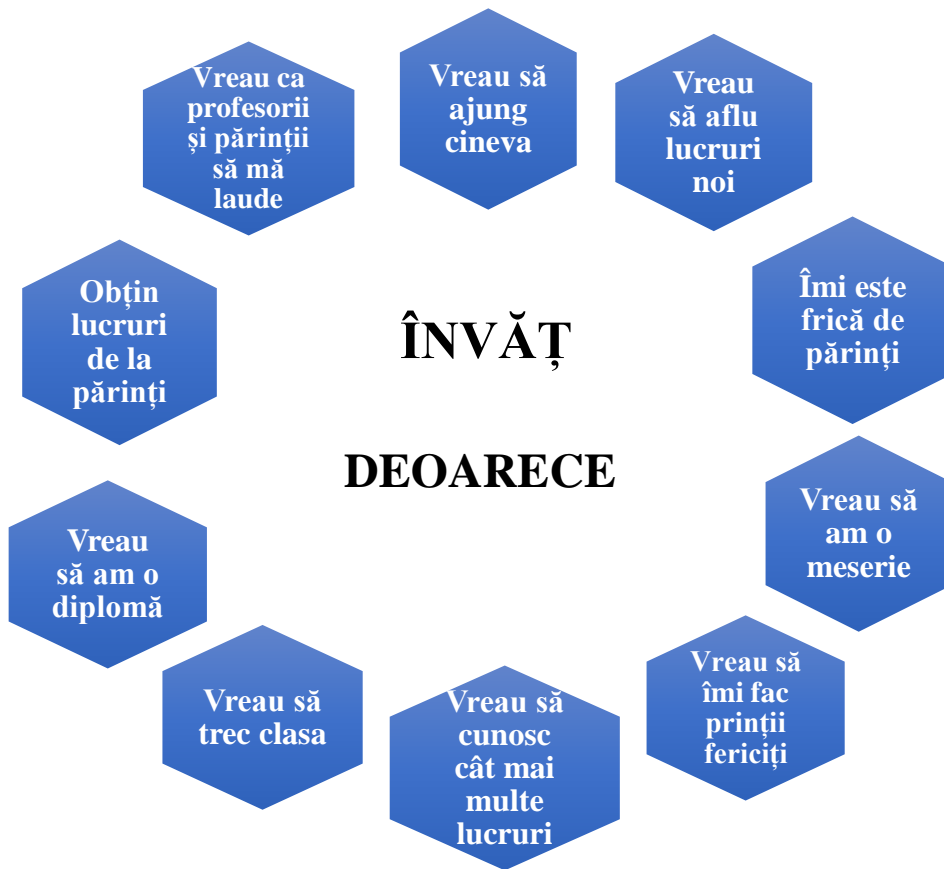 Vreau ca
profesorii
și părinții
să mă
laude
Vreau să
ajung
cineva
Vreau
să aflu
lucruri
noi
Obțin
lucruri
de la
părinți
ÎNVĂȚ
DEOARECE
Îmi este
frică de
părinți
Vreau să
am o
meserie
Vreau
să am o
diplomă
Vreau să
trec clasa
Vreau să
cunosc
cât mai
multe
lucruri
Vreau să
îmi fac
prinții
fericiți